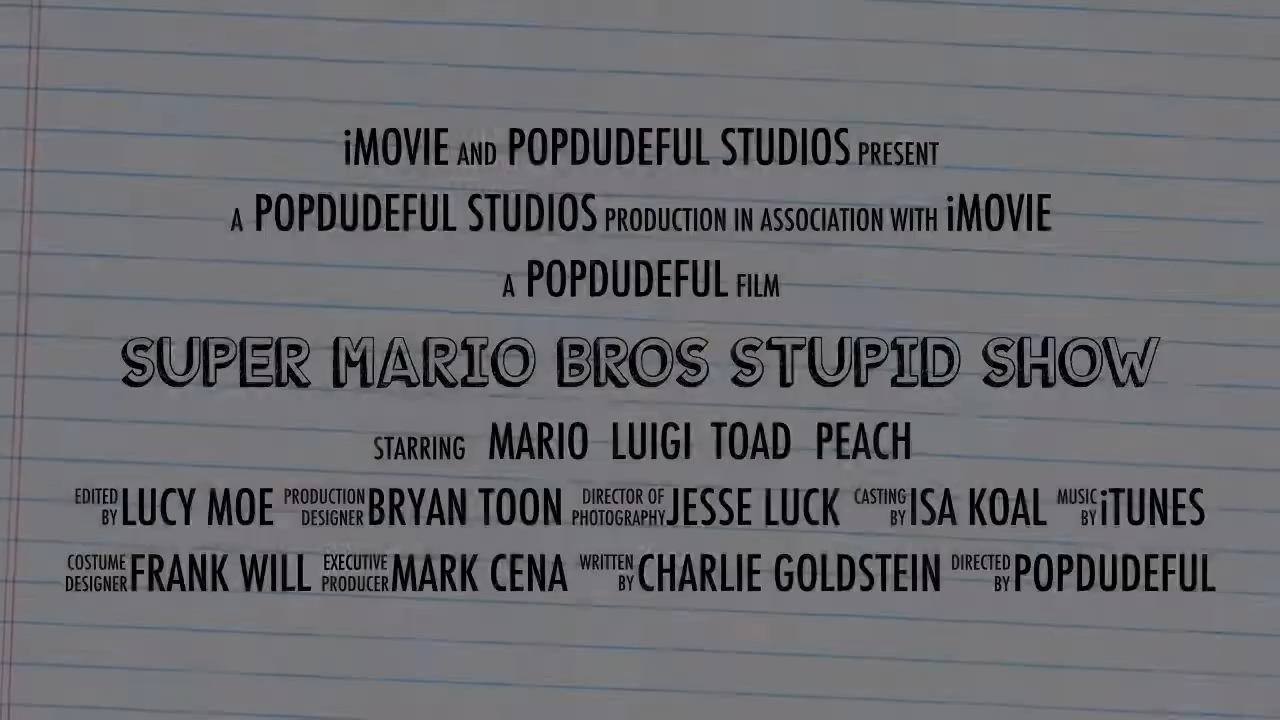 iMOVIE AND POPDUDEFUL STUDIOS PRESENT
A POPDUDEFUL STUDIOS PRODUCTION IN ASSOCIATION WITH iMOVIE
A POPDUDEFUL FILM
SUPER MARIO BROS STUPID SHOW
STARRING MARIO LUIGI TOAD PEACH
EDITED BY LUCY MOE PRODUCTION DESIGNER BRYAN TOON DIRECTOR OF PHOTOGRAPHY JESSE LUCK CASTING BY ISA KOAL MUSIC BY iTUNES
COSTUME DESIGNER FRANK WILL EXECUTIVE PRODUCER MARK CENA WRITTEN BY CHARLIE GOLDSTEIN DIRECTED BY POPDUDEFUL